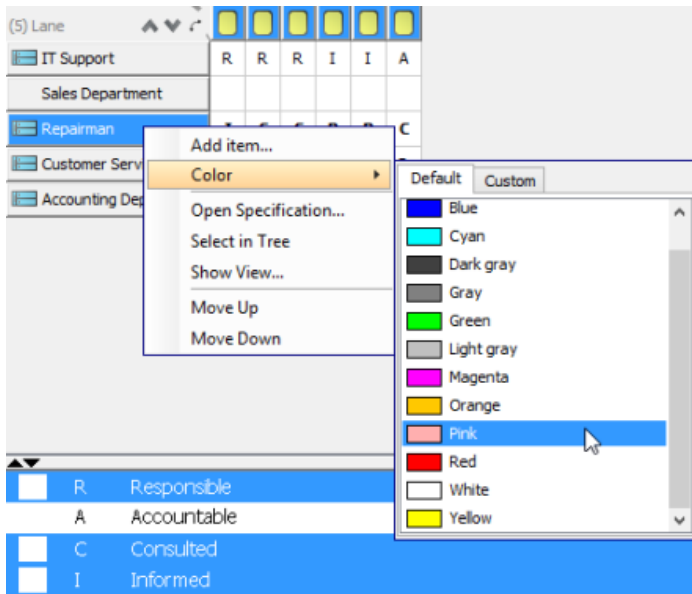 (5) Lane
IT Support R R R I I A
Sales Department
Repairman C
Customer Serv
Accounting Dep
Add item...
Color
Open Specification...
Select in Tree
Show View...
Move Up
Move Down
Default Custom
Blue
Cyan
Dark gray
Gray
Green
Light gray
Magenta
Orange
Pink
Red
White
Yellow
R Responsible
A Accountable
C Consulted
I Informed